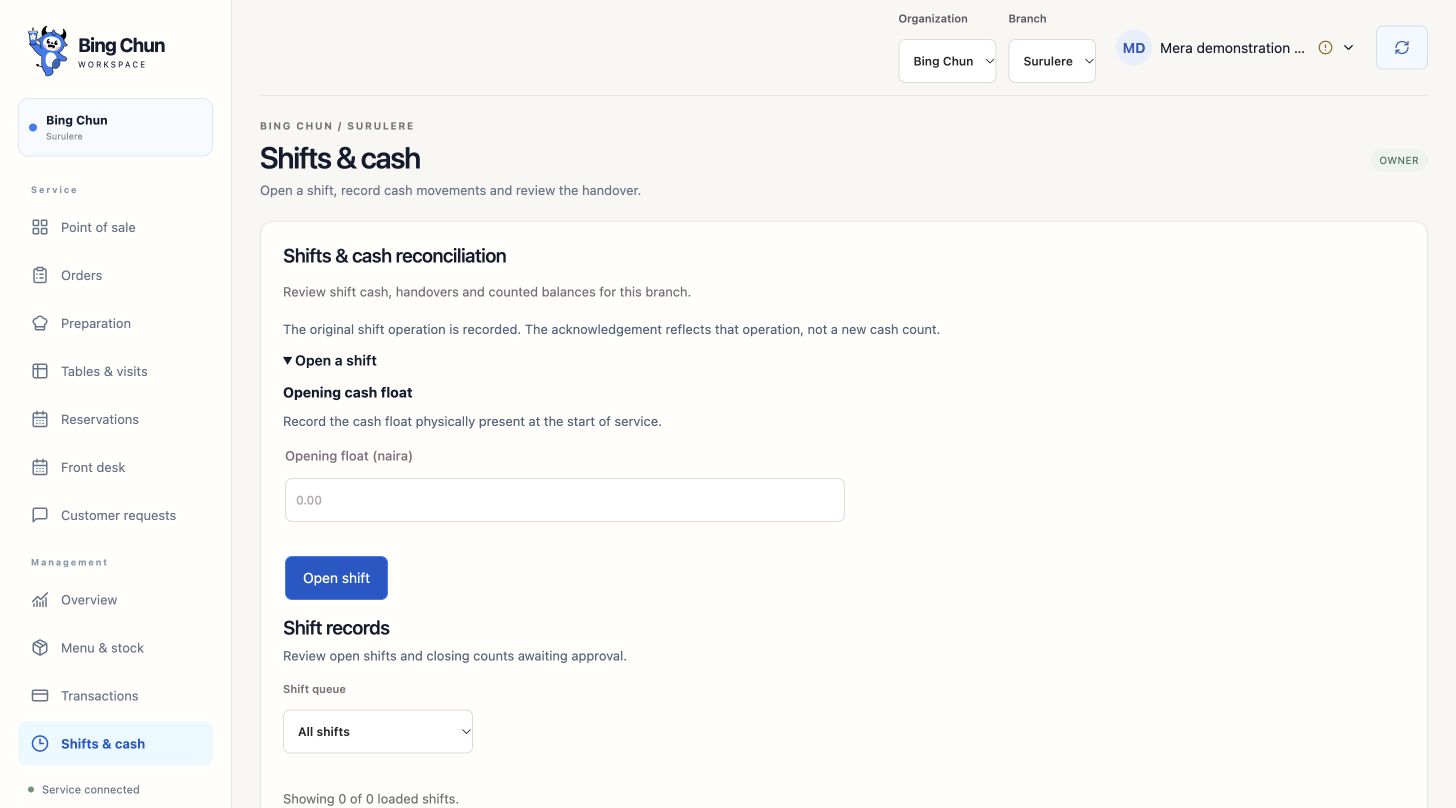 Bing Chun
WORKSPACE
Bing Chun
Surulere
Service
Point of sale
Orders
Preparation
Tables & visits
Reservations
Front desk
Customer requests
Management
Overview
Menu & stock
Transactions
Shifts & cash
Service connected
Organization
Bing Chun
Branch
Surulere
MD
Mera demonstration ...
BING CHUN / SURULERE
Shifts & cash
OWNER
Open a shift, record cash movements and review the handover.
Shifts & cash reconciliation
Review shift cash, handovers and counted balances for this branch.
The original shift operation is recorded. The acknowledgement reflects that operation, not a new cash count.
Open a shift
Opening cash float
Record the cash float physically present at the start of service.
Opening float (naira)
0.00
Open shift
Shift records
Review open shifts and closing counts awaiting approval.
Shift queue
All shifts
Showing 0 of 0 loaded shifts.